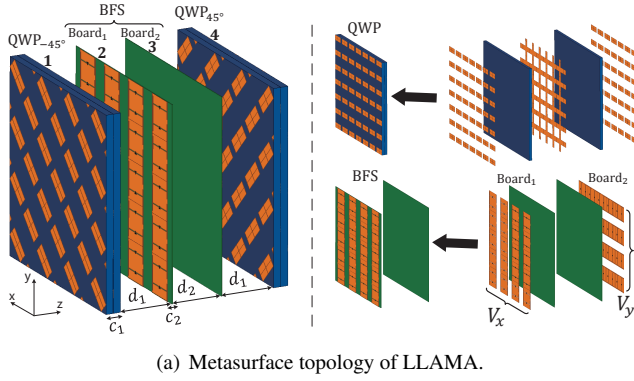 BFS
QWP₋₄₅° Board₁ Board₂ QWP₄₅°
1 2 3 4
y
x z
c₁ d₁ c₂ d₂ d₁
QWP
BFS
Board₁ Board₂
Vₓ V_y
(a) Metasurface topology of LLAMA.